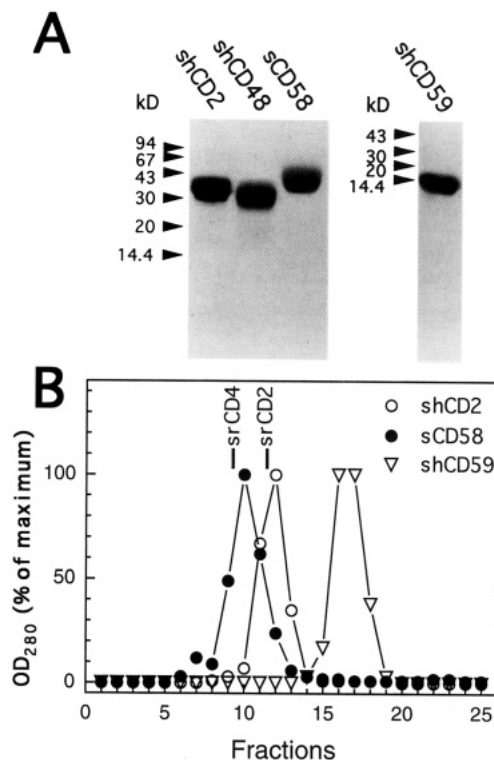 A
shCD2
shCD48
sCD58
shCD59
kD
94
67
43
30
20
14.4
kD
43
30
20
14.4
B
srCD4
srCD2
shCD2
sCD58
shCD59
OD280 (% of maximum)
100
50
0
0 5 10 15 20 25
Fractions